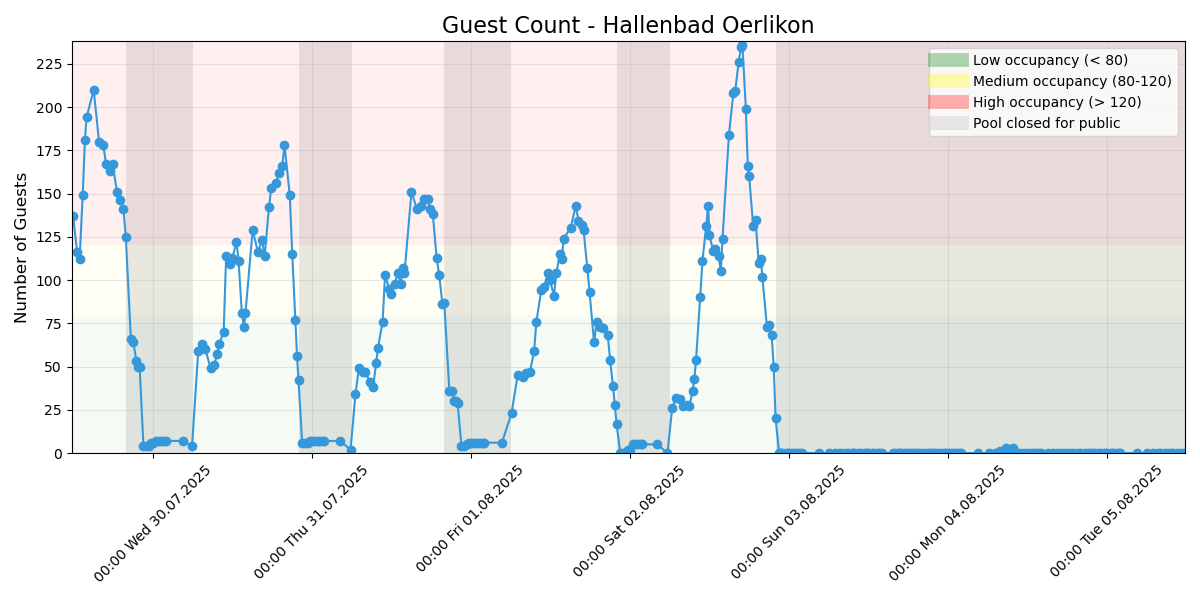 Guest Count - Hallenbad Oerlikon
Number of Guests
225
200
175
150
125
100
75
50
25
0
Low occupancy (< 80)
Medium occupancy (80-120)
High occupancy (> 120)
Pool closed for public
00:00 Wed 30.07.2025
00:00 Thu 31.07.2025
00:00 Fri 01.08.2025
00:00 Sat 02.08.2025
00:00 Sun 03.08.2025
00:00 Mon 04.08.2025
00:00 Tue 05.08.2025